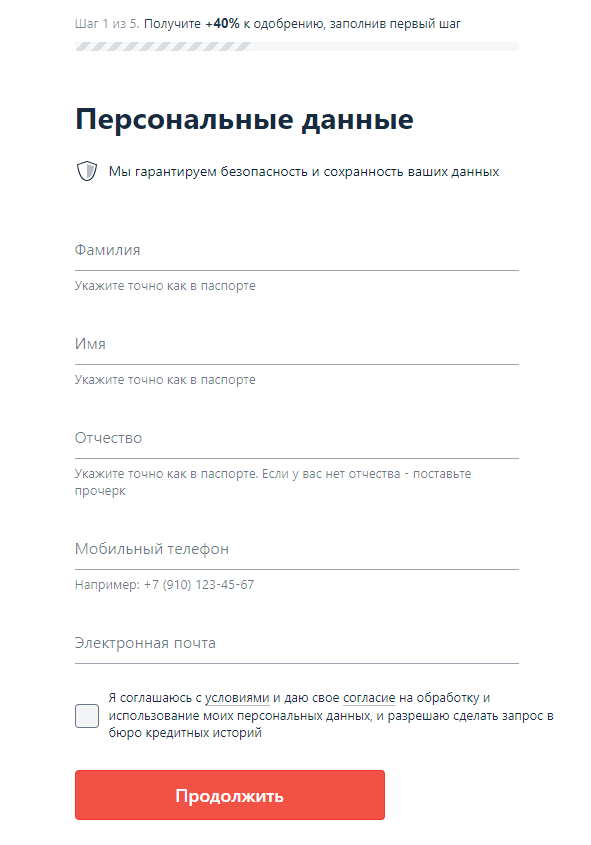 Шаг 1 из 5. Получите +40% к одобрению, заполнив первый шаг
Персональные данные
Мы гарантируем безопасность и сохранность ваших данных
Фамилия
Укажите точно как в паспорте
Имя
Укажите точно как в паспорте
Отчество
Укажите точно как в паспорте. Если у вас нет отчества - поставьте
прочерк
Мобильный телефон
Например: +7 (910) 123-45-67
Электронная почта
Я соглашаюсь с условиями и даю свое согласие на обработку и
использование моих персональных данных, и разрешаю сделать запрос в
бюро кредитных историй
Продолжить